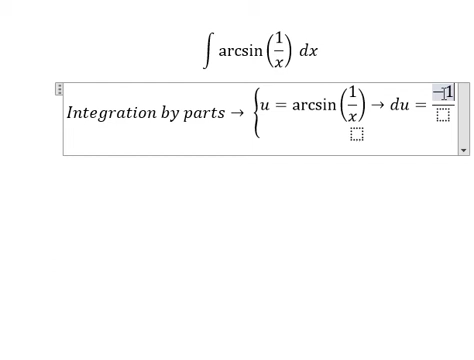 ∫ arcsin(1/x) dx
Integration by parts → { u = arcsin(1/x) → du = −1/